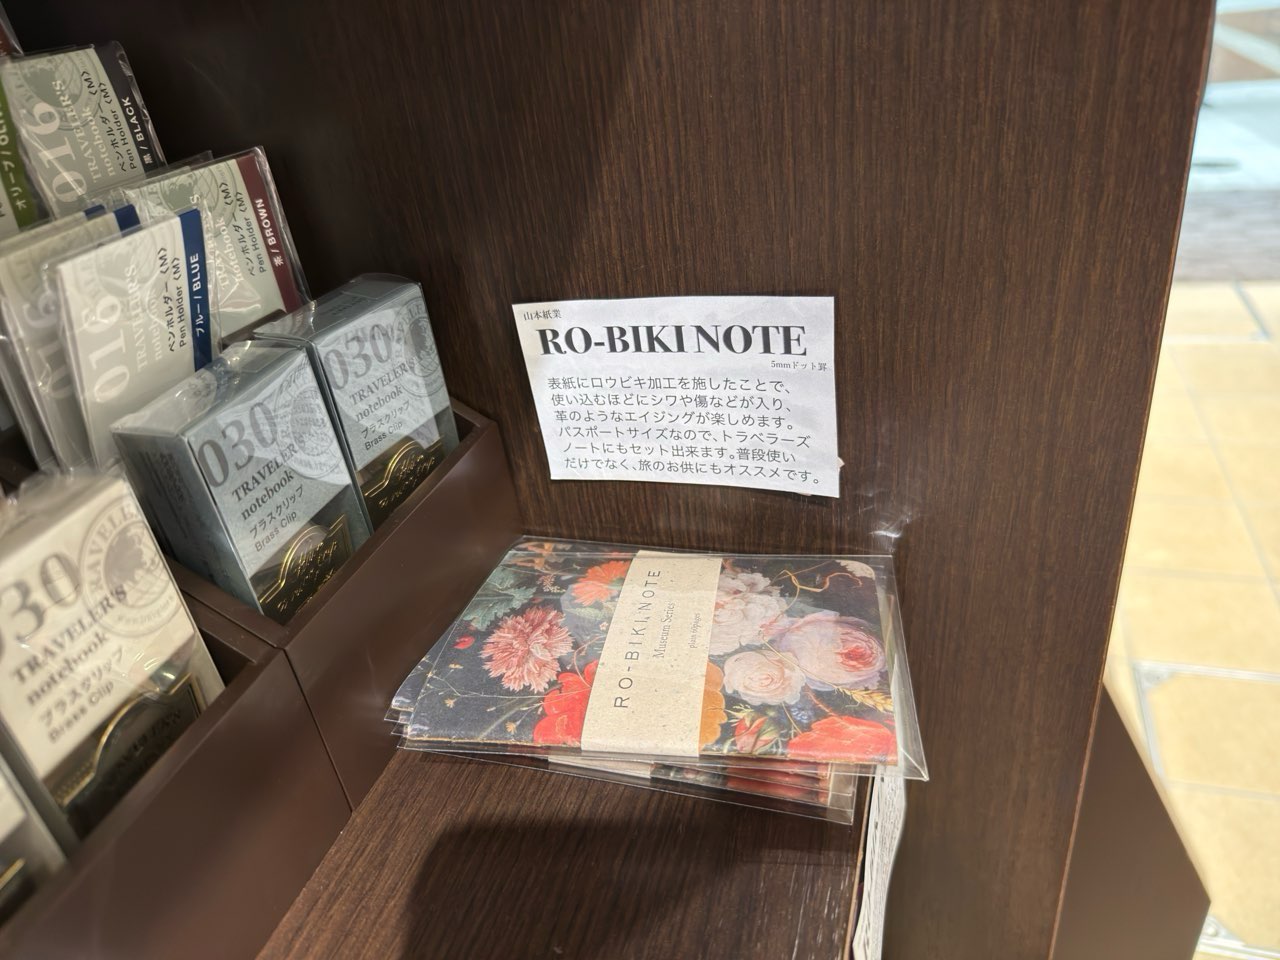 山本紙業
RO-BIKI NOTE
5mmドット罫
表紙にロウビキ加工を施したことで、
使い込むほどにシワや傷などが入り、
革のようなエイジングが楽しめます。
パスポートサイズなので、トラベラーズ
ノートにもセット出来ます。普段使い
だけでなく、旅のお供にもオススメです。
RO-BIKI NOTE
Museum Series
plain 60pages
016
TRAVELER'S
notebook
ペンホルダー〈M〉
Pen Holder〈M〉
黒 / BLACK
オリーブ / OLIVE
016
notebook
ペンホルダー〈M〉
Pen Holder〈M〉
茶 / BROWN
016
TRAVELER'S
notebook
ペンホルダー〈M〉
Pen Holder〈M〉
ブルー / BLUE
030
TRAVELER'S
notebook
ブラスクリップ
Brass Clip
030
TRAVELER'S
notebook
ブラスクリップ
Brass Clip
030
TRAVELER'S
notebook
ブラスクリップ
Brass Clip